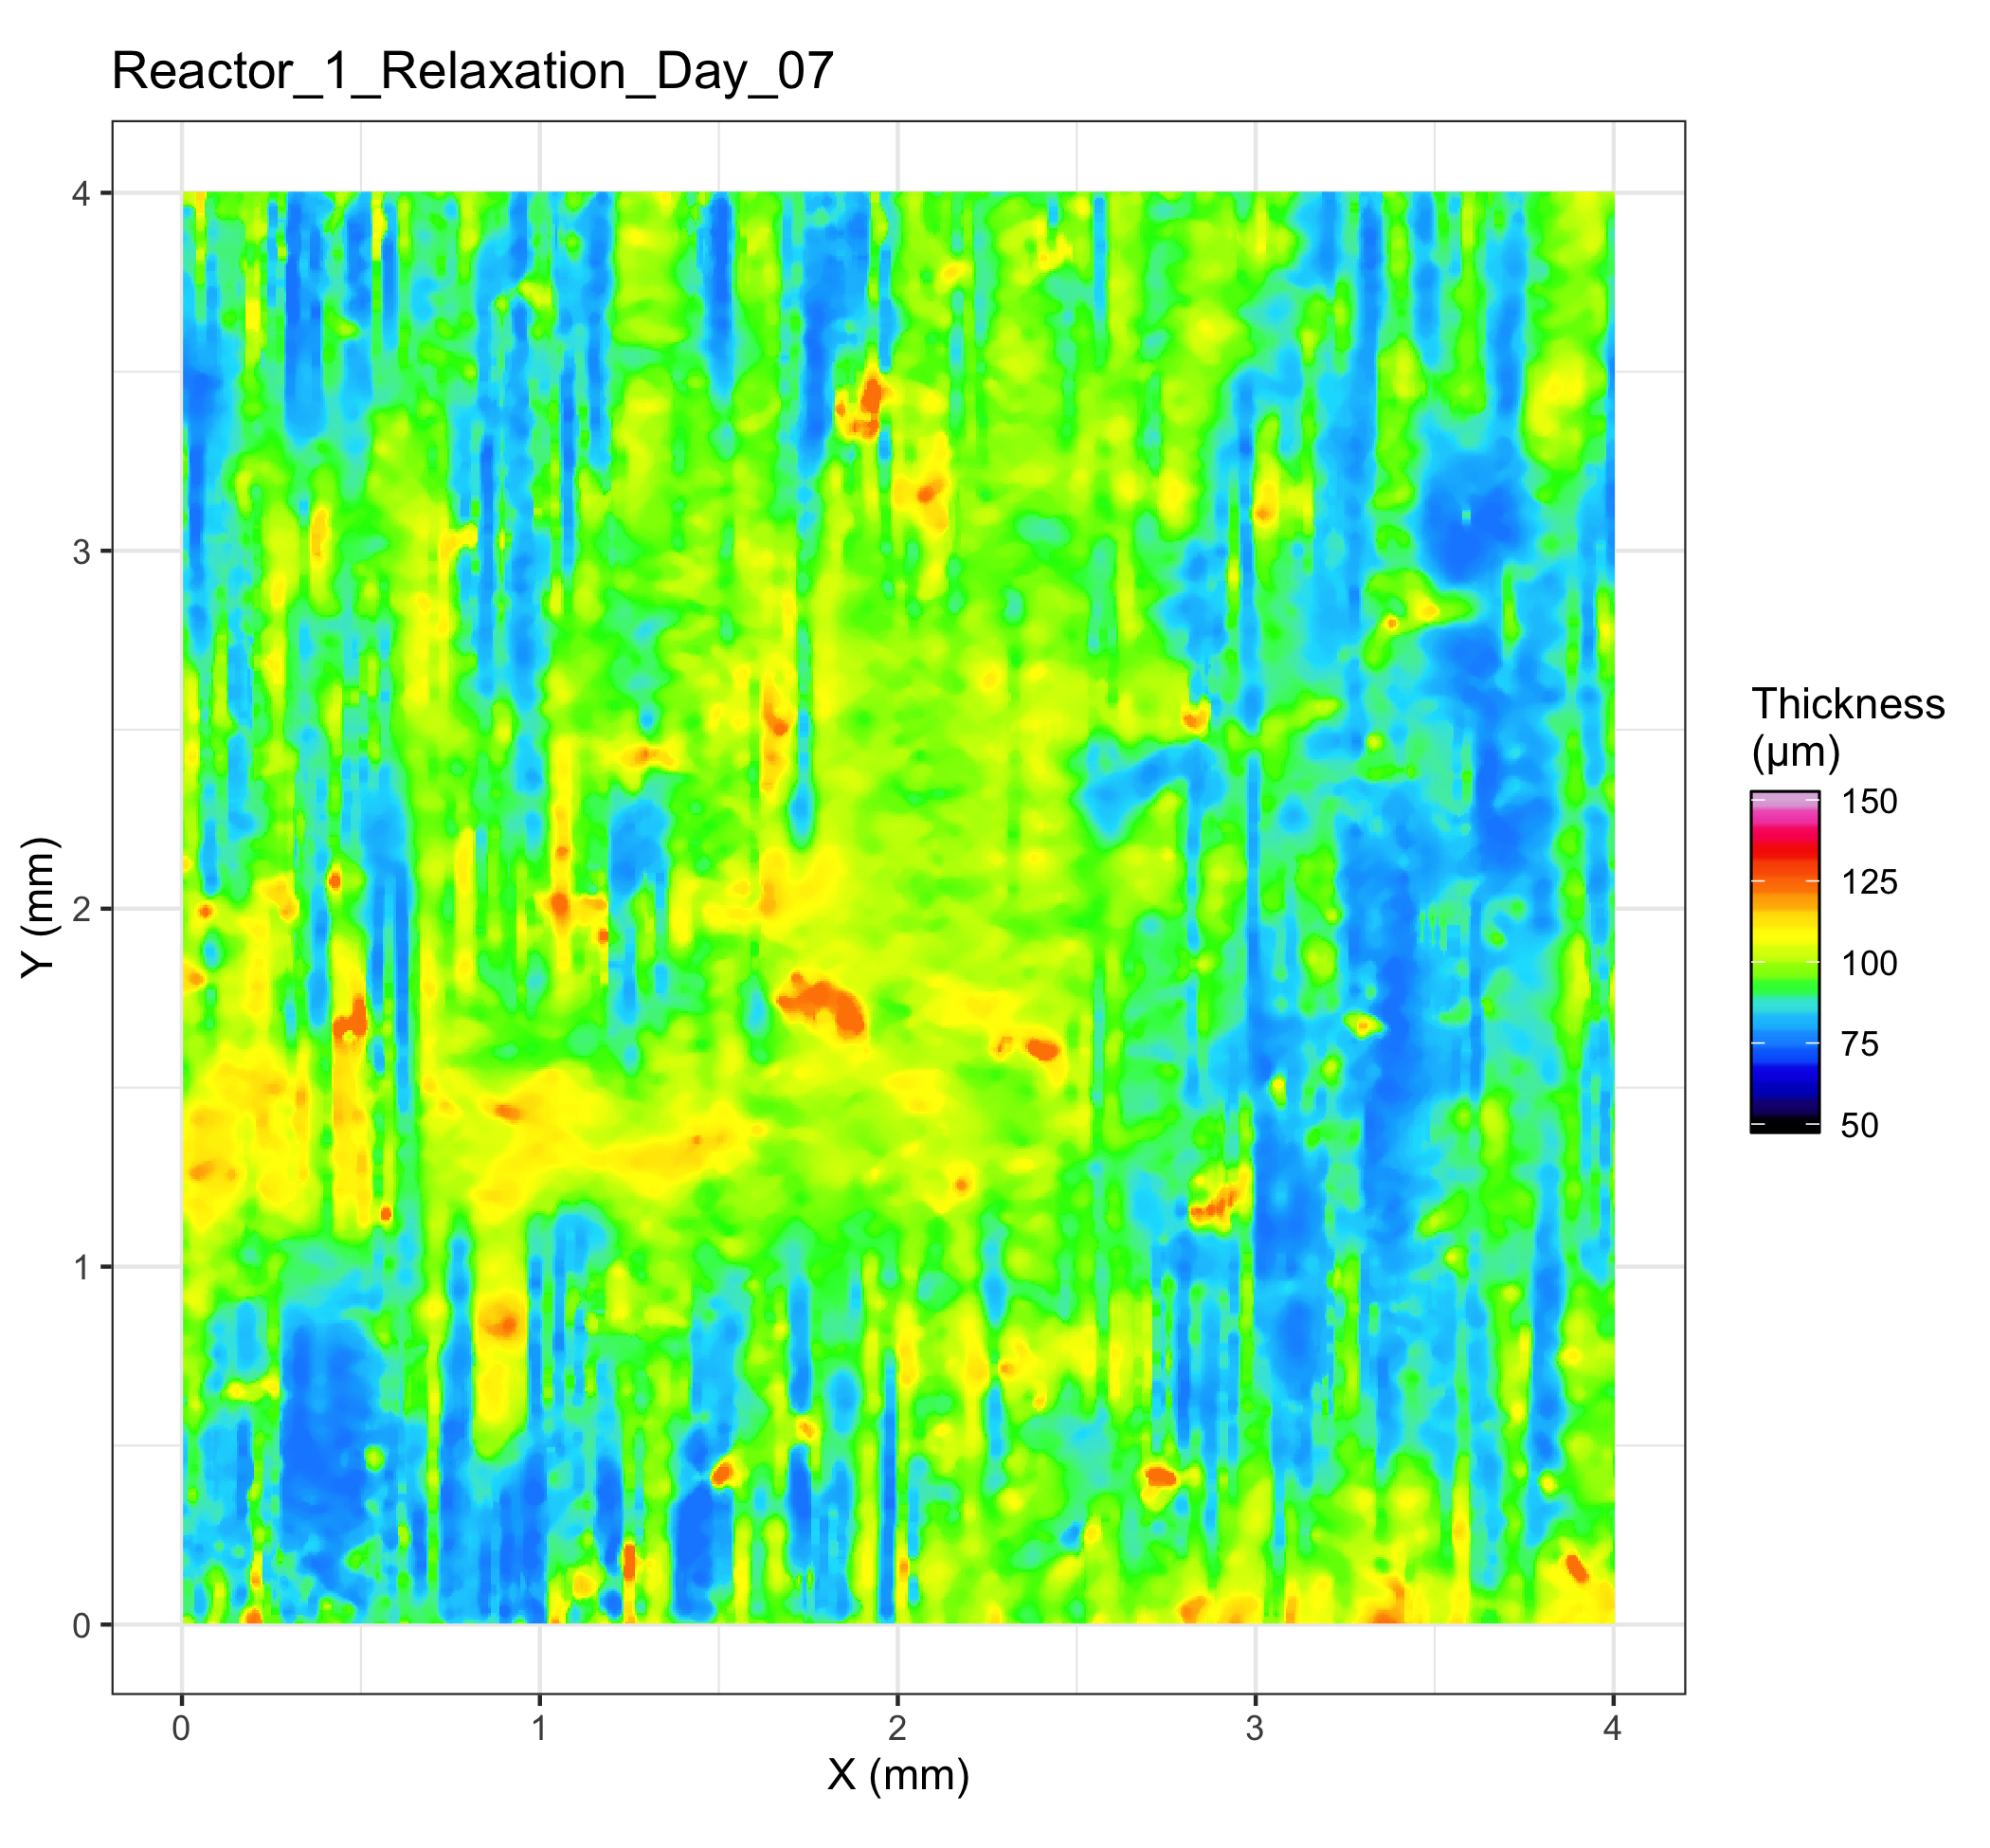 Reactor_1_Relaxation_Day_07
4
3
2
1
0
Y (mm)
0 1 2 3 4
X (mm)
Thickness
(µm)
150
125
100
75
50